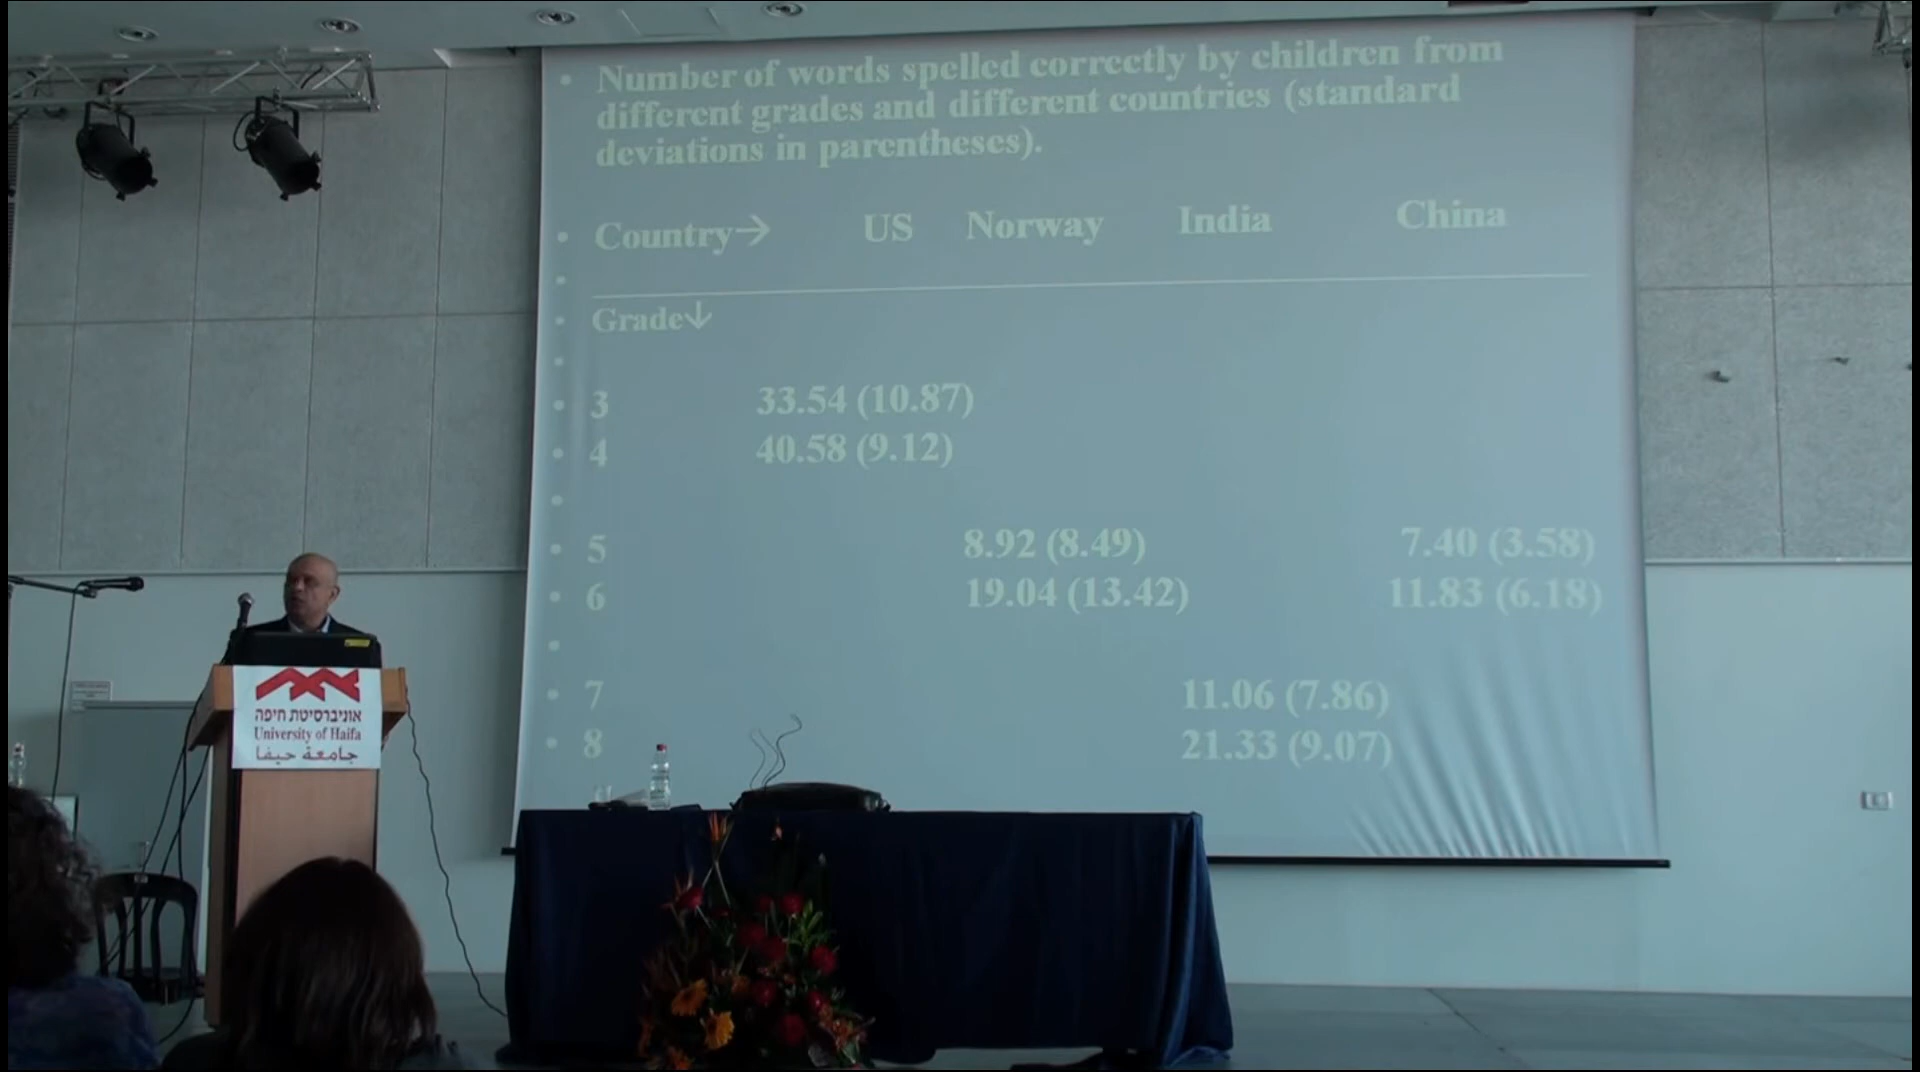 Number of words spelled correctly by children from
different grades and different countries (standard
deviations in parentheses).
Country→ US Norway India China
Grade↓
3 33.54 (10.87)
4 40.58 (9.12)
5 8.92 (8.49) 7.40 (3.58)
6 19.04 (13.42) 11.83 (6.18)
7 11.06 (7.86)
8 21.33 (9.07)
אוניברסיטת חיפה
University of Haifa
جامعة حيفا